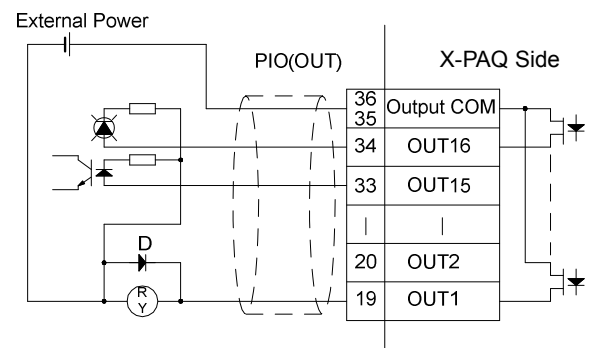 External Power
PIO(OUT)
X-PAQ Side
36
35
Output COM
34 OUT16
33 OUT15
20 OUT2
19 OUT1
D
R
Y